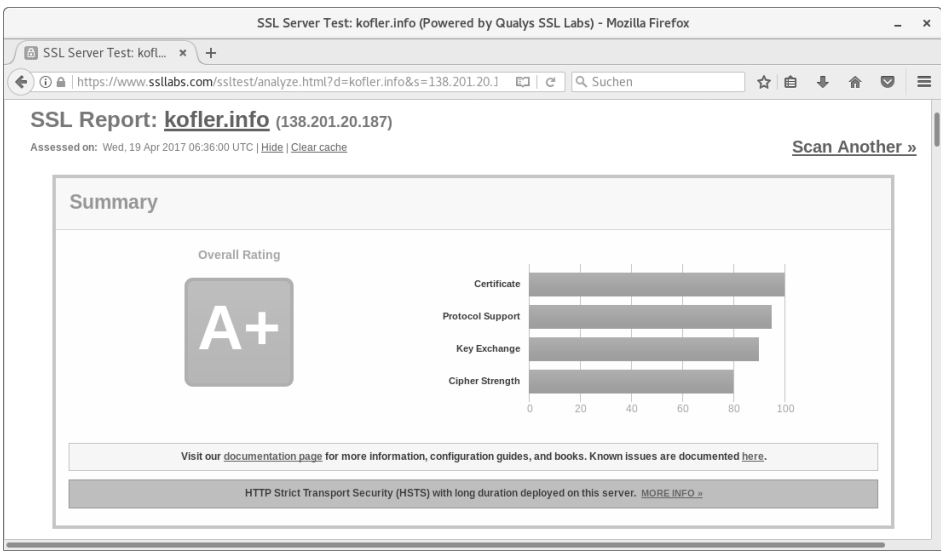 SSL Server Test: kofler.info (Powered by Qualys SSL Labs) - Mozilla Firefox
SSL Server Test: kofl...
https://www.ssllabs.com/ssltest/analyze.html?d=kofler.info&s=138.201.20.1
Suchen
SSL Report: kofler.info (138.201.20.187)
Assessed on: Wed, 19 Apr 2017 06:36:00 UTC | Hide | Clear cache
Scan Another »
Summary
Overall Rating
A+
Certificate
Protocol Support
Key Exchange
Cipher Strength
0 20 40 60 80 100
Visit our documentation page for more information, configuration guides, and books. Known issues are documented here.
HTTP Strict Transport Security (HSTS) with long duration deployed on this server. MORE INFO »